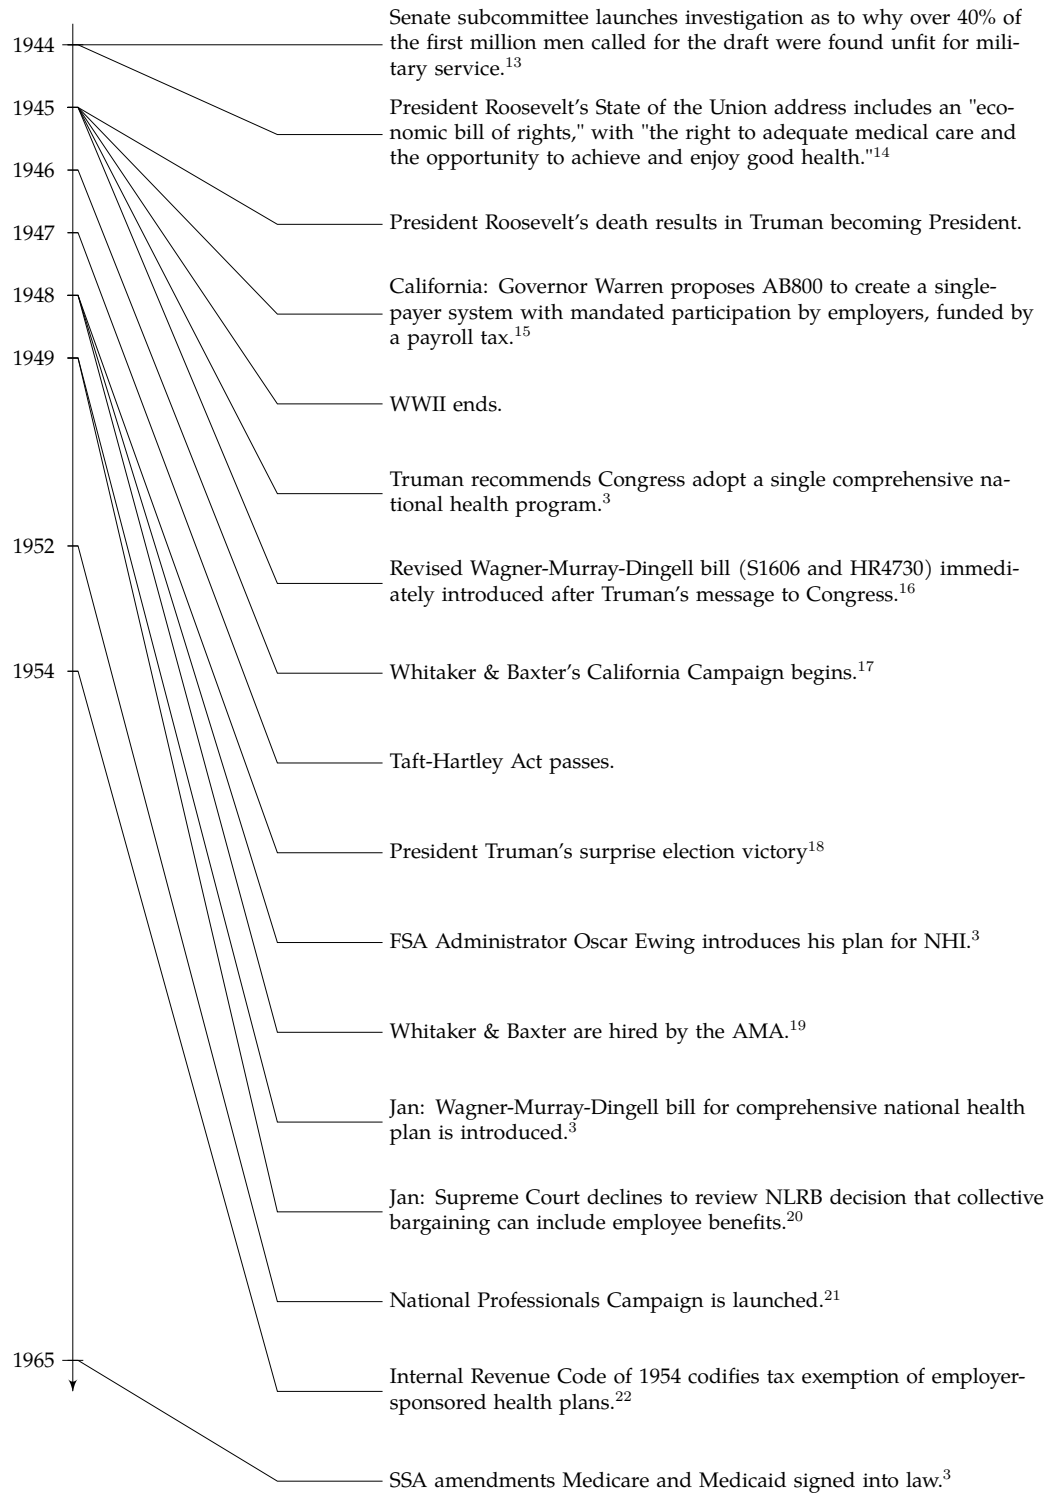 Senate subcommittee launches investigation as to why over 40% of
1944
the first million men called for the draft were found unfit for mili-
tary service.13
1945
President Roosevelt's State of the Union address includes an "eco-
nomic bill of rights," with "the right to adequate medical care and
the opportunity to achieve and enjoy good health."14
1946
President Roosevelt's death results in Truman becoming President.
1947
California: Governor Warren proposes AB800 to create a single-
1948
payer system with mandated participation by employers, funded by
a payroll tax.15
1949
WWII ends.
Truman recommends Congress adopt a single comprehensive na-
tional health program.3
1952
Revised Wagner-Murray-Dingell bill (S1606 and HR4730) immedi-
ately introduced after Truman's message to Congress.16
1954
Whitaker & Baxter's California Campaign begins.17
Taft-Hartley Act passes.
President Truman's surprise election victory18
FSA Administrator Oscar Ewing introduces his plan for NHI.3
Whitaker & Baxter are hired by the AMA.19
Jan: Wagner-Murray-Dingell bill for comprehensive national health
plan is introduced.3
Jan: Supreme Court declines to review NLRB decision that collective
bargaining can include employee benefits.20
National Professionals Campaign is launched.21
1965
Internal Revenue Code of 1954 codifies tax exemption of employer-
sponsored health plans.22
SSA amendments Medicare and Medicaid signed into law.3